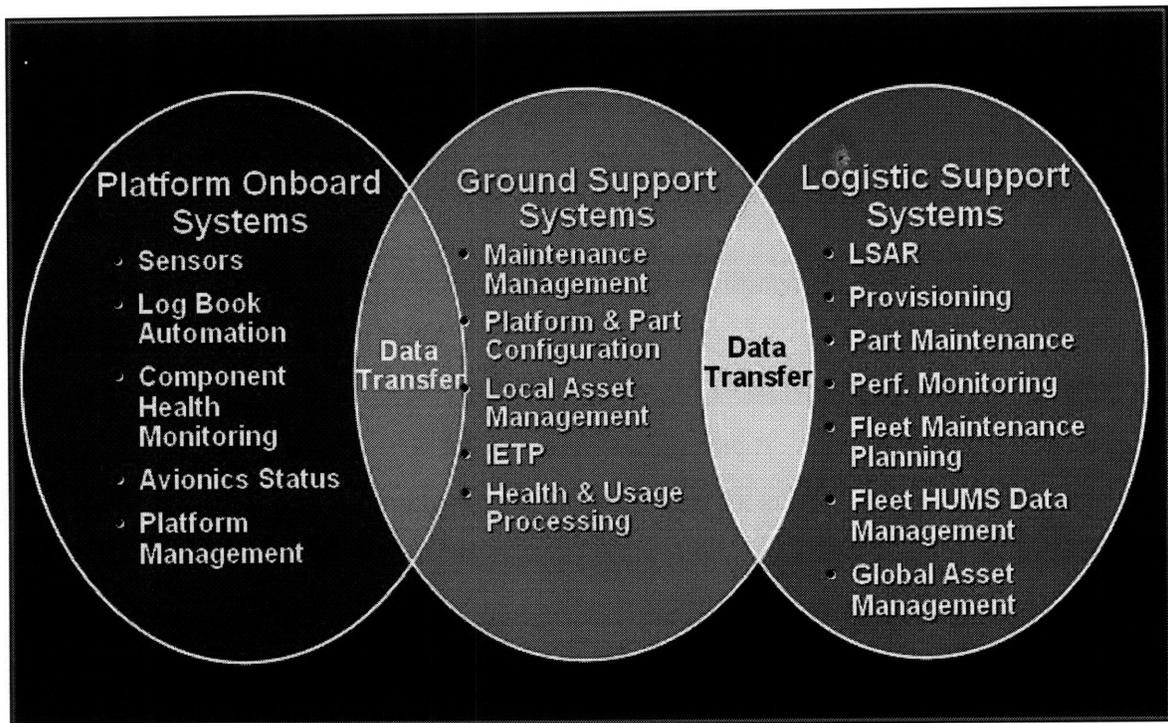 Platform Onboard
Systems
Sensors
Log Book
Automation
Component
Health
Monitoring
Avionics Status
Platform
Management
Data
Transfer
Ground Support
Systems
Maintenance
Management
Platform & Part
Configuration
Local Asset
Management
IETP
Health & Usage
Processing
Data
Transfer
Logistic Support
Systems
LSAR
Provisioning
Part Maintenance
Perf. Monitoring
Fleet Maintenance
Planning
Fleet HUMS Data
Management
Global Asset
Management